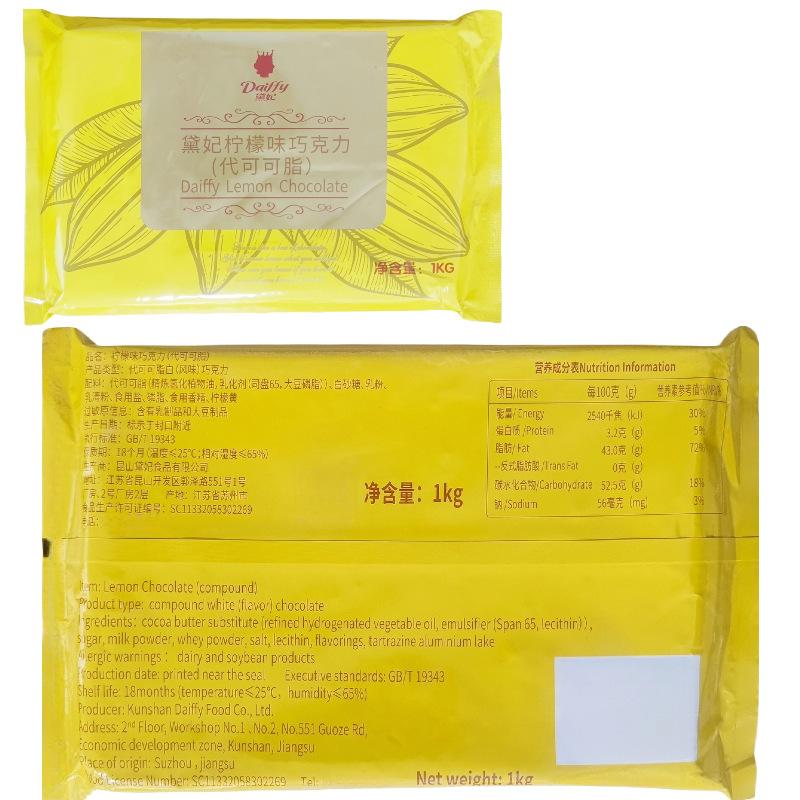 Daiffy
黛妃
黛妃柠檬味巧克力
(代可可脂)
Daiffy Lemon Chocolate
净含量：1KG
品名：柠檬味巧克力(代可可脂)
产品类型：代可可脂白(风味)巧克力
配料：代可可脂(精炼氢化植物油,乳化剂(司盘65,大豆磷脂))、白砂糖、乳粉、
乳清粉、食用盐、磷脂、食用香精、柠檬黄
过敏原信息：含有乳制品和大豆制品
生产日期：标示于封口附近
执行标准：GB/T 19343
保质期：18个月(温度≤25℃;相对湿度≤65%)
生产商：昆山黛妃食品有限公司
地址：江苏省昆山开发区郭泽路551号1号
厂房、2号厂房2层 产地：江苏省苏州市
食品生产许可证编号：SC11332058302269
净含量：1kg
营养成分表Nutrition Information
项目/Items 每100克 (g) 营养素参考值%
能量/Energy 2540千焦 (kJ) 30%
蛋白质/Protein 3.2克 (g) 5%
脂肪/Fat 43.0克 (g) 72%
--反式脂肪酸/Trans Fat 0克 (g)
碳水化合物/Carbohydrate 52.5克 (g) 18%
钠/Sodium 56毫克 (mg) 3%
Item: Lemon Chocolate (compound)
Product type: compound white (flavor) chocolate
Ingredients: cocoa butter substitute (refined hydrogenated vegetable oil, emulsifier (Span 65, lecithin)),
sugar, milk powder, whey powder, salt, lecithin, flavorings, tartrazine aluminium lake
Allergic warnings： dairy and soybean products
Production date: printed near the seal Executive standards: GB/T 19343
Shelf life: 18months (temperature≤25℃, humidity≤65%)
Producer: Kunshan Daiffy Food Co., Ltd.
Address: 2nd Floor, Workshop No.1、No.2, No.551 Guoze Rd,
Economic development zone, Kunshan, Jiangsu
Place of origin: Suzhou , jiangsu
Food License Number: SC11332058302269 Tel:
Net weight: 1kg